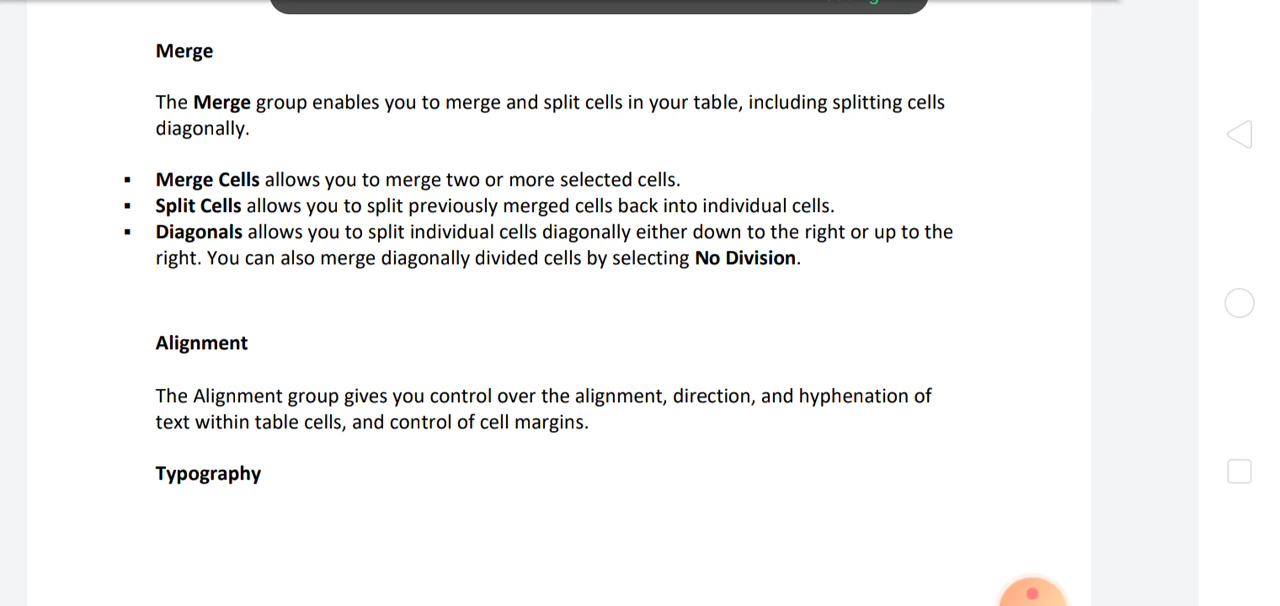 Merge
The Merge group enables you to merge and split cells in your table, including splitting cells
diagonally.
▪ Merge Cells allows you to merge two or more selected cells.
▪ Split Cells allows you to split previously merged cells back into individual cells.
▪ Diagonals allows you to split individual cells diagonally either down to the right or up to the
right. You can also merge diagonally divided cells by selecting No Division.
Alignment
The Alignment group gives you control over the alignment, direction, and hyphenation of
text within table cells, and control of cell margins.
Typography